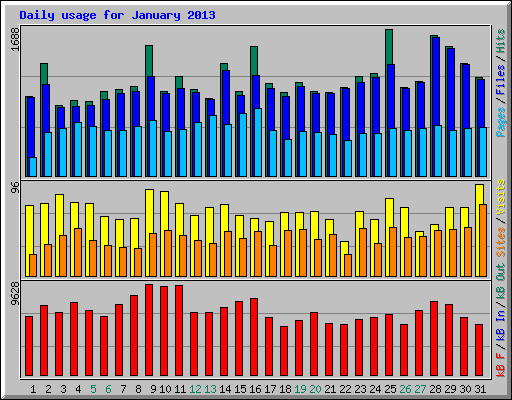 Daily usage for January 2013
1688
Pages / Files / Hits
96
Sites / Visits
9628
kB F / kB In / kB Out
1 2 3 4 5 6 7 8 9 10 11 12 13 14 15 16 17 18 19 20 21 22 23 24 25 26 27 28 29 30 31